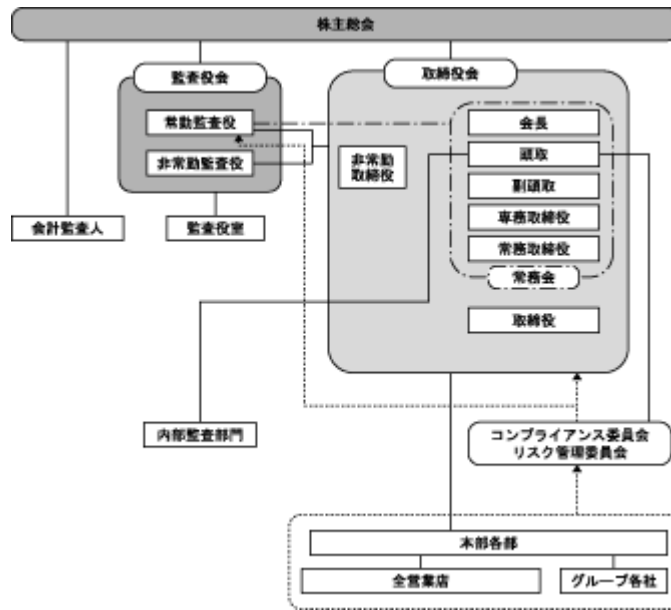 株主総会
監査役会
取締役会
常勤監査役
会長
非常勤
取締役
頭取
非常勤監査役
副頭取
専務取締役
会計監査人
監査役室
常務取締役
常務会
取締役
内部監査部門
コンプライアンス委員会
リスク管理委員会
本部各部
全営業店
グループ各社